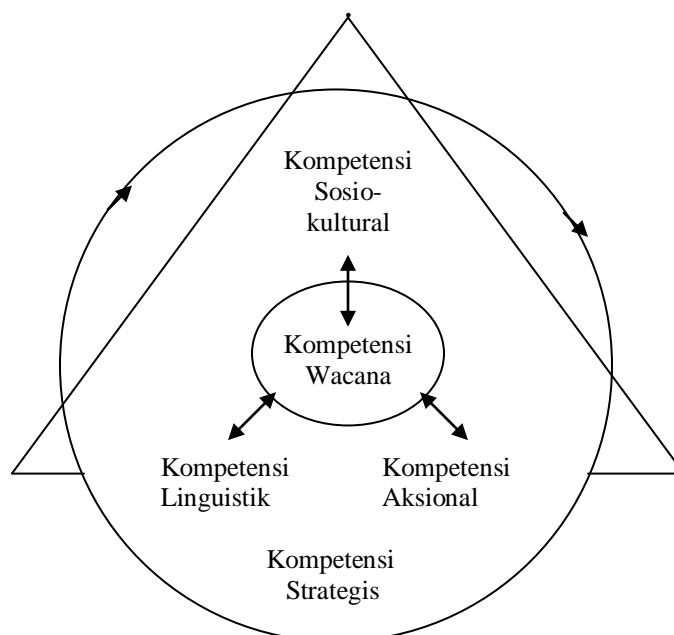 Kompetensi
Sosio-
kultural
Kompetensi
Wacana
Kompetensi
Linguistik
Kompetensi
Aksional
Kompetensi
Strategis